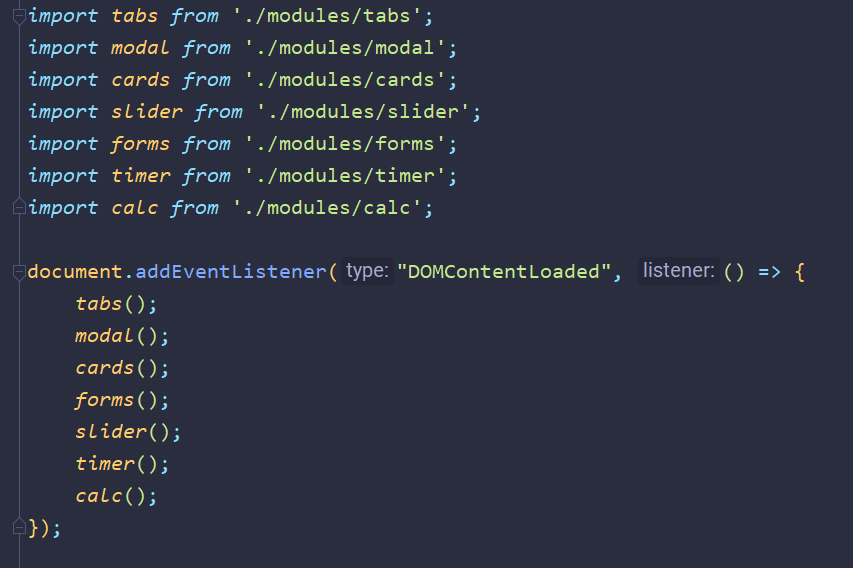 import tabs from './modules/tabs';
import modal from './modules/modal';
import cards from './modules/cards';
import slider from './modules/slider';
import forms from './modules/forms';
import timer from './modules/timer';
import calc from './modules/calc';
document.addEventListener( type: "DOMContentLoaded", listener: () => {
    tabs();
    modal();
    cards();
    forms();
    slider();
    timer();
    calc();
});